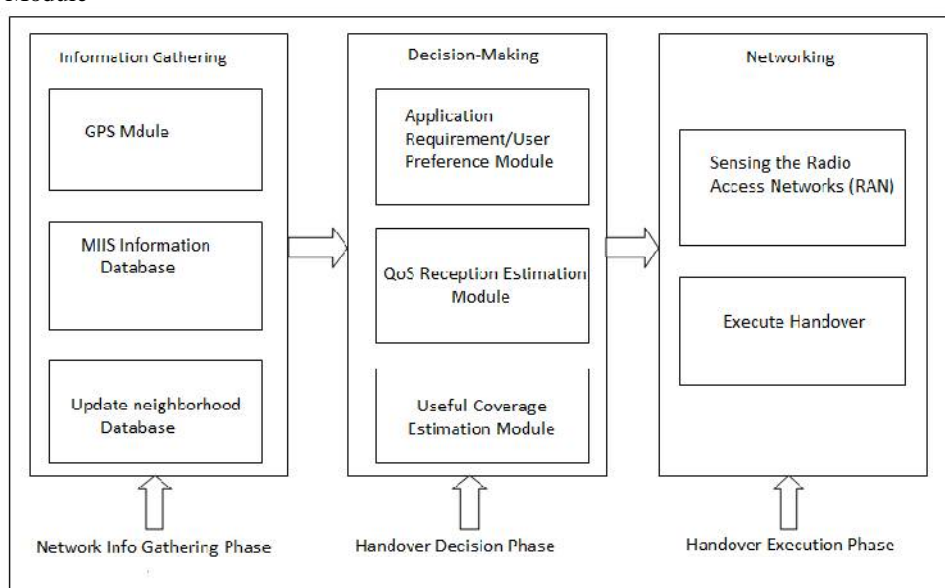 Module
Information Gathering
GPS Mdule
MIIS Information
Database
Update neighborhood
Database
Network Info Gathering Phase
Decision-Making
Application
Requirement/User
Preference Module
QoS Reception Estimation
Module
Useful Coverage
Estimation Module
Handover Decision Phase
Networking
Sensing the Radio
Access Networks (RAN)
Execute Handover
Handover Execution Phase